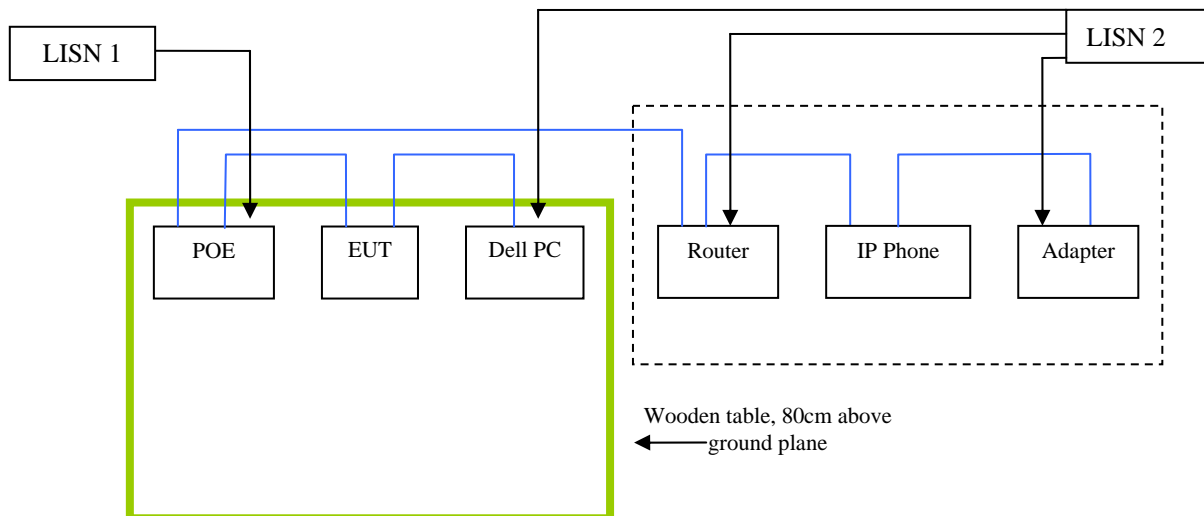 LISN 1
LISN 2
POE
EUT
Dell PC
Router
IP Phone
Adapter
Wooden table, 80cm above
ground plane